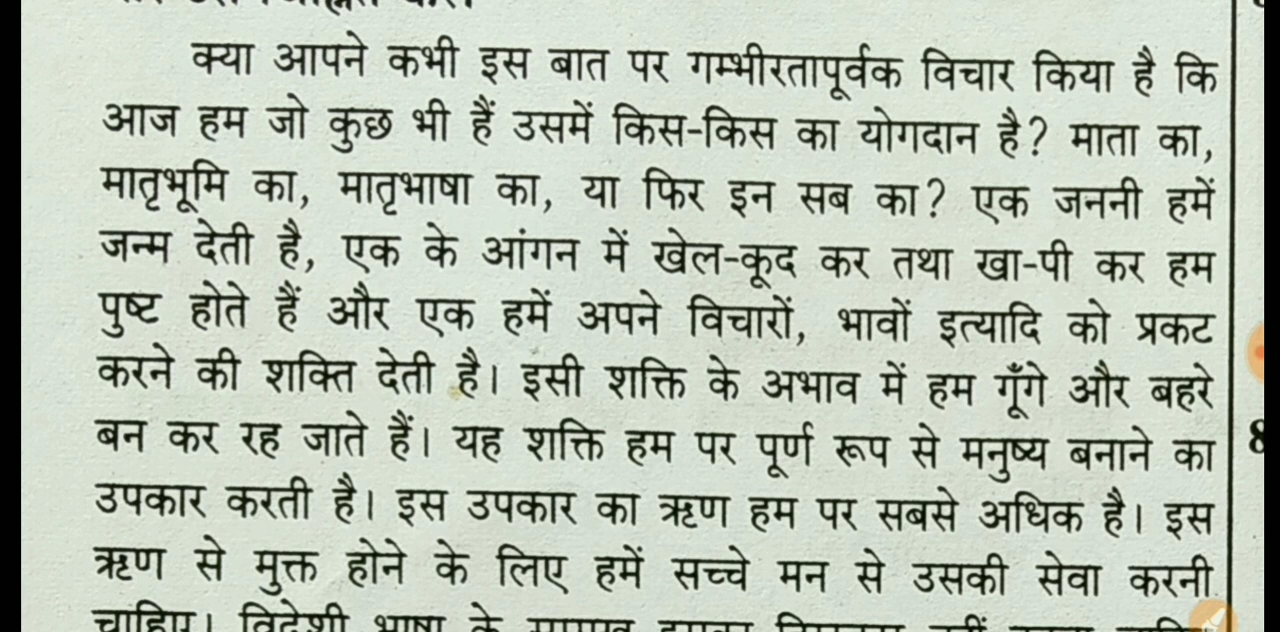 क्या आपने कभी इस बात पर गम्भीरतापूर्वक विचार किया है कि
आज हम जो कुछ भी हैं उसमें किस-किस का योगदान है? माता का,
मातृभूमि का, मातृभाषा का, या फिर इन सब का? एक जननी हमें
जन्म देती है, एक के आंगन में खेल-कूद कर तथा खा-पी कर हम
पुष्ट होते हैं और एक हमें अपने विचारों, भावों इत्यादि को प्रकट
करने की शक्ति देती है। इसी शक्ति के अभाव में हम गूँगे और बहरे
बन कर रह जाते हैं। यह शक्ति हम पर पूर्ण रूप से मनुष्य बनाने का
उपकार करती है। इस उपकार का ऋण हम पर सबसे अधिक है। इस
ऋण से मुक्त होने के लिए हमें सच्चे मन से उसकी सेवा करनी
चाहिए। विदेशी भाषा के